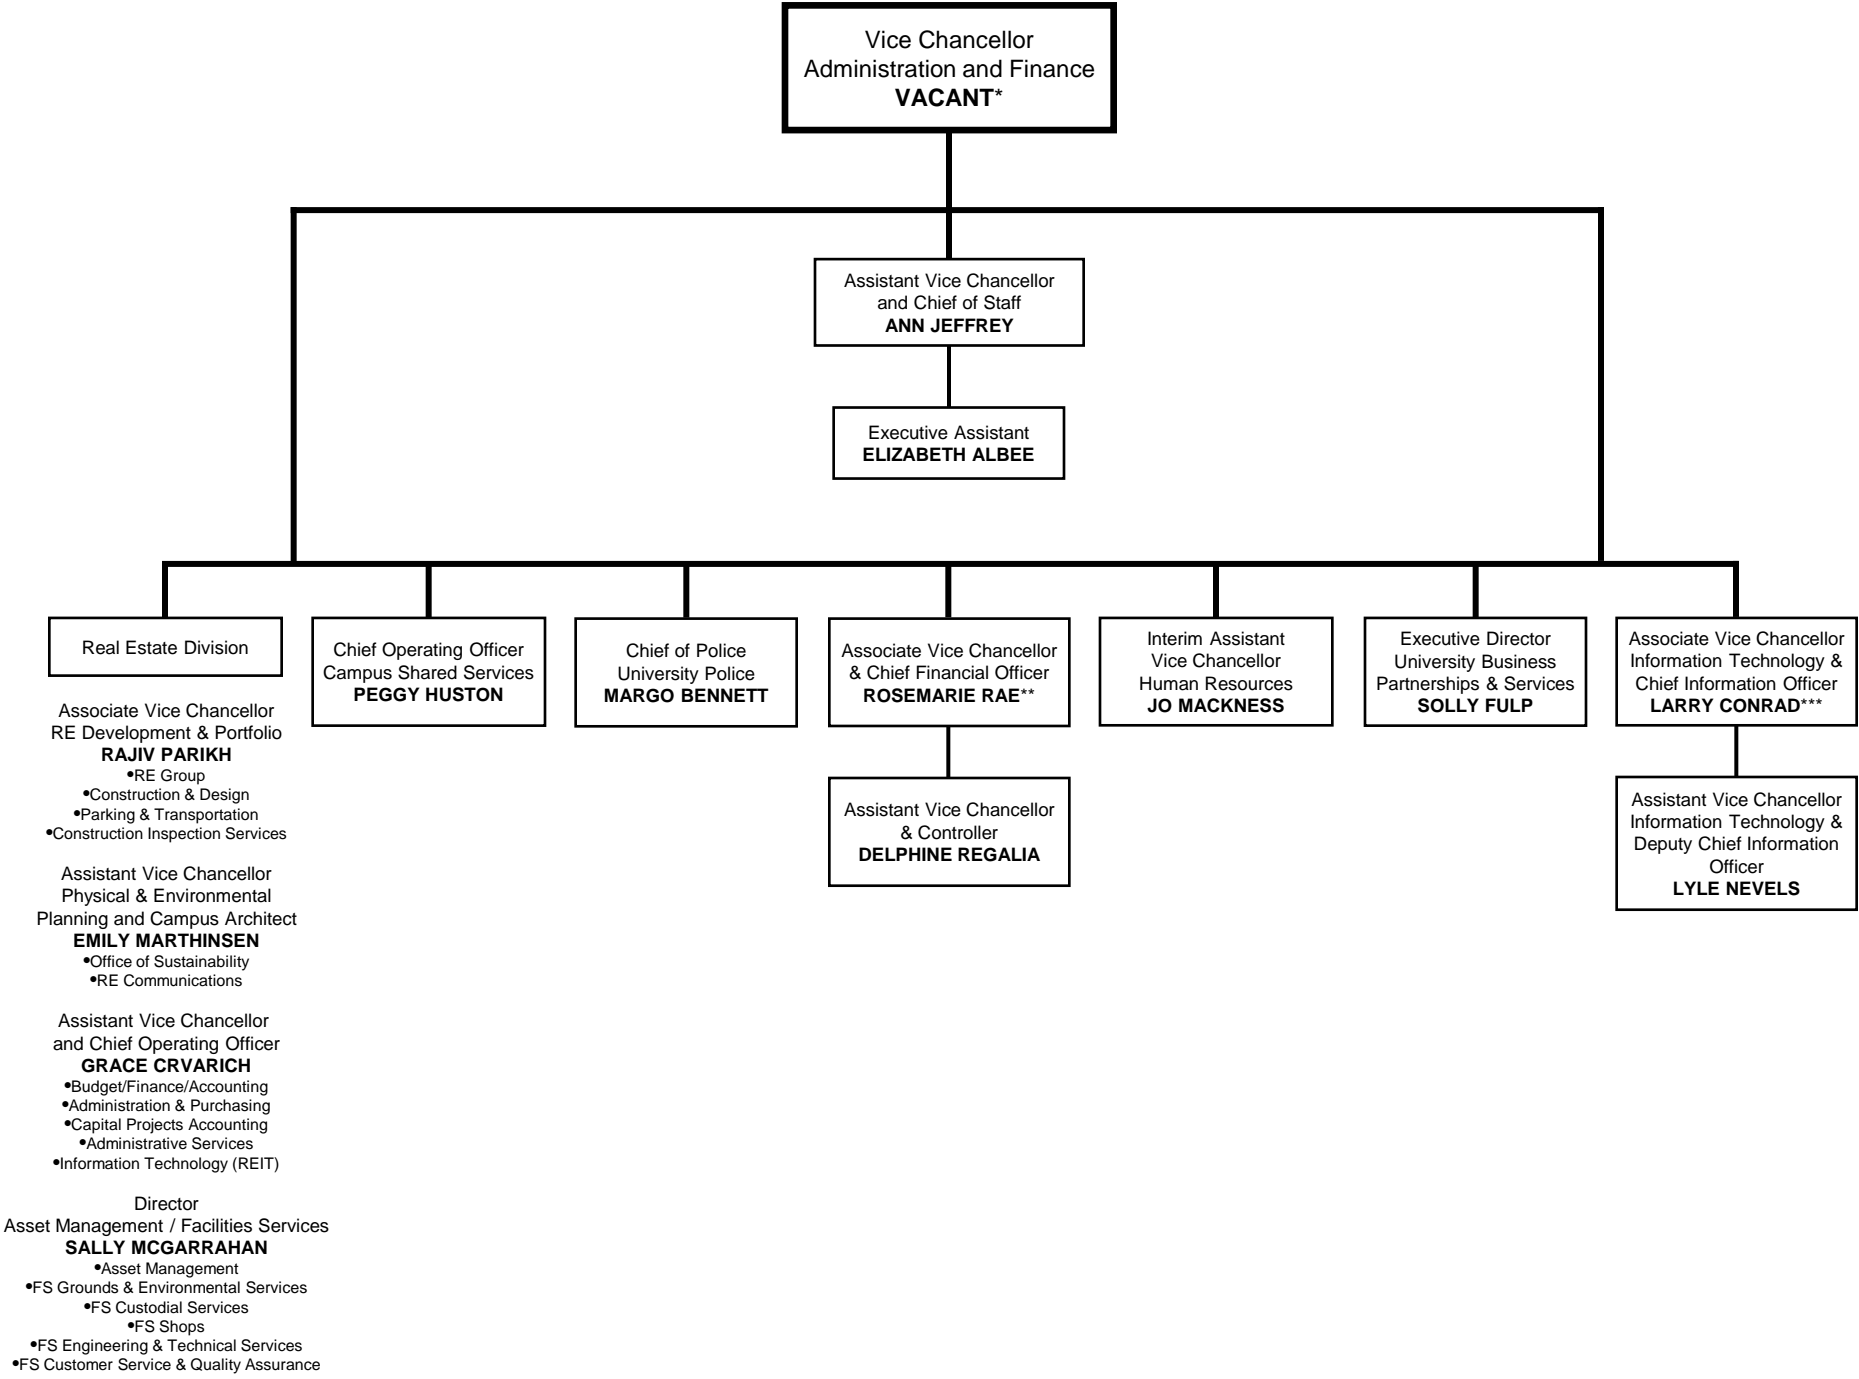 Vice Chancellor
Administration and Finance
VACANT*
Assistant Vice Chancellor
and Chief of Staff
ANN JEFFREY
Executive Assistant
ELIZABETH ALBEE
Real Estate Division
Associate Vice Chancellor
RE Development & Portfolio
RAJIV PARIKH
•RE Group
•Construction & Design
•Parking & Transportation
•Construction Inspection Services
Assistant Vice Chancellor
Physical & Environmental
Planning and Campus Architect
EMILY MARTHINSEN
•Office of Sustainability
•RE Communications
Assistant Vice Chancellor
and Chief Operating Officer
GRACE CRVARICH
•Budget/Finance/Accounting
•Administration & Purchasing
•Capital Projects Accounting
•Administrative Services
•Information Technology (REIT)
Director
Asset Management / Facilities Services
SALLY MCGARRAHAN
•Asset Management
•FS Grounds & Environmental Services
•FS Custodial Services
•FS Shops
•FS Engineering & Technical Services
•FS Customer Service & Quality Assurance
Chief Operating Officer
Campus Shared Services
PEGGY HUSTON
Chief of Police
University Police
MARGO BENNETT
Associate Vice Chancellor
& Chief Financial Officer
ROSEMARIE RAE**
Assistant Vice Chancellor
& Controller
DELPHINE REGALIA
Interim Assistant
Vice Chancellor
Human Resources
JO MACKNESS
Executive Director
University Business
Partnerships & Services
SOLLY FULP
Associate Vice Chancellor
Information Technology &
Chief Information Officer
LARRY CONRAD***
Assistant Vice Chancellor
Information Technology &
Deputy Chief Information
Officer
LYLE NEVELS